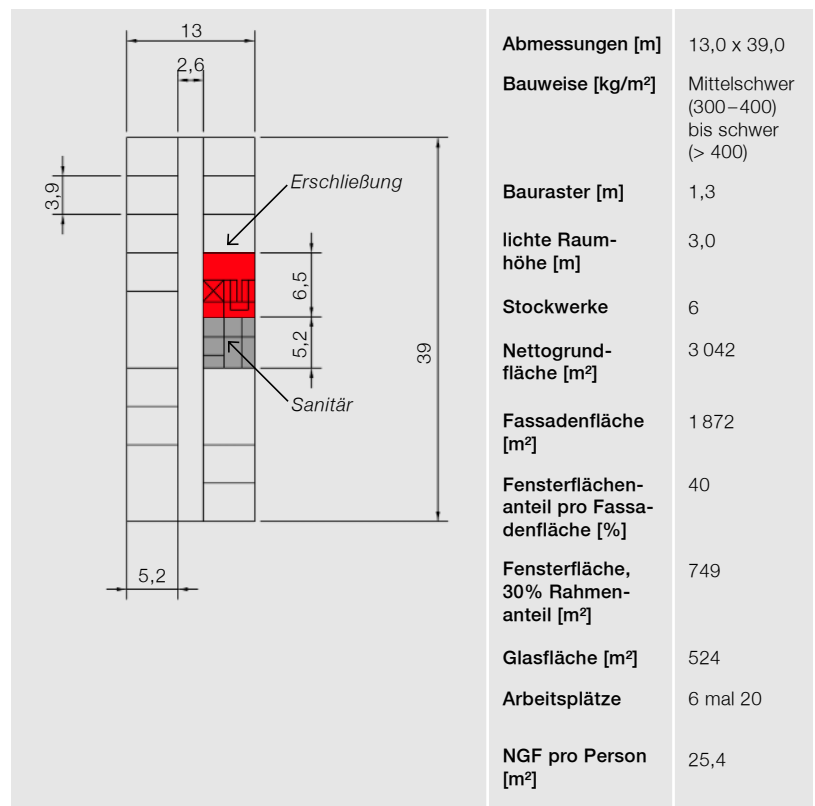 13
2,6
3,9
Erschließung
6,5
5,2
39
Sanitär
5,2
Abmessungen [m] 13,0 x 39,0
Bauweise [kg/m²] Mittelschwer
(300–400)
bis schwer
(> 400)
Bauraster [m] 1,3
lichte Raum- 3,0
höhe [m]
Stockwerke 6
Nettogrund- 3 042
fläche [m²]
Fassadenfläche 1 872
[m²]
Fensterflächen- 40
anteil pro Fassa-
denfläche [%]
Fensterfläche, 749
30% Rahmen-
anteil [m²]
Glasfläche [m²] 524
Arbeitsplätze 6 mal 20
NGF pro Person 25,4
[m²]